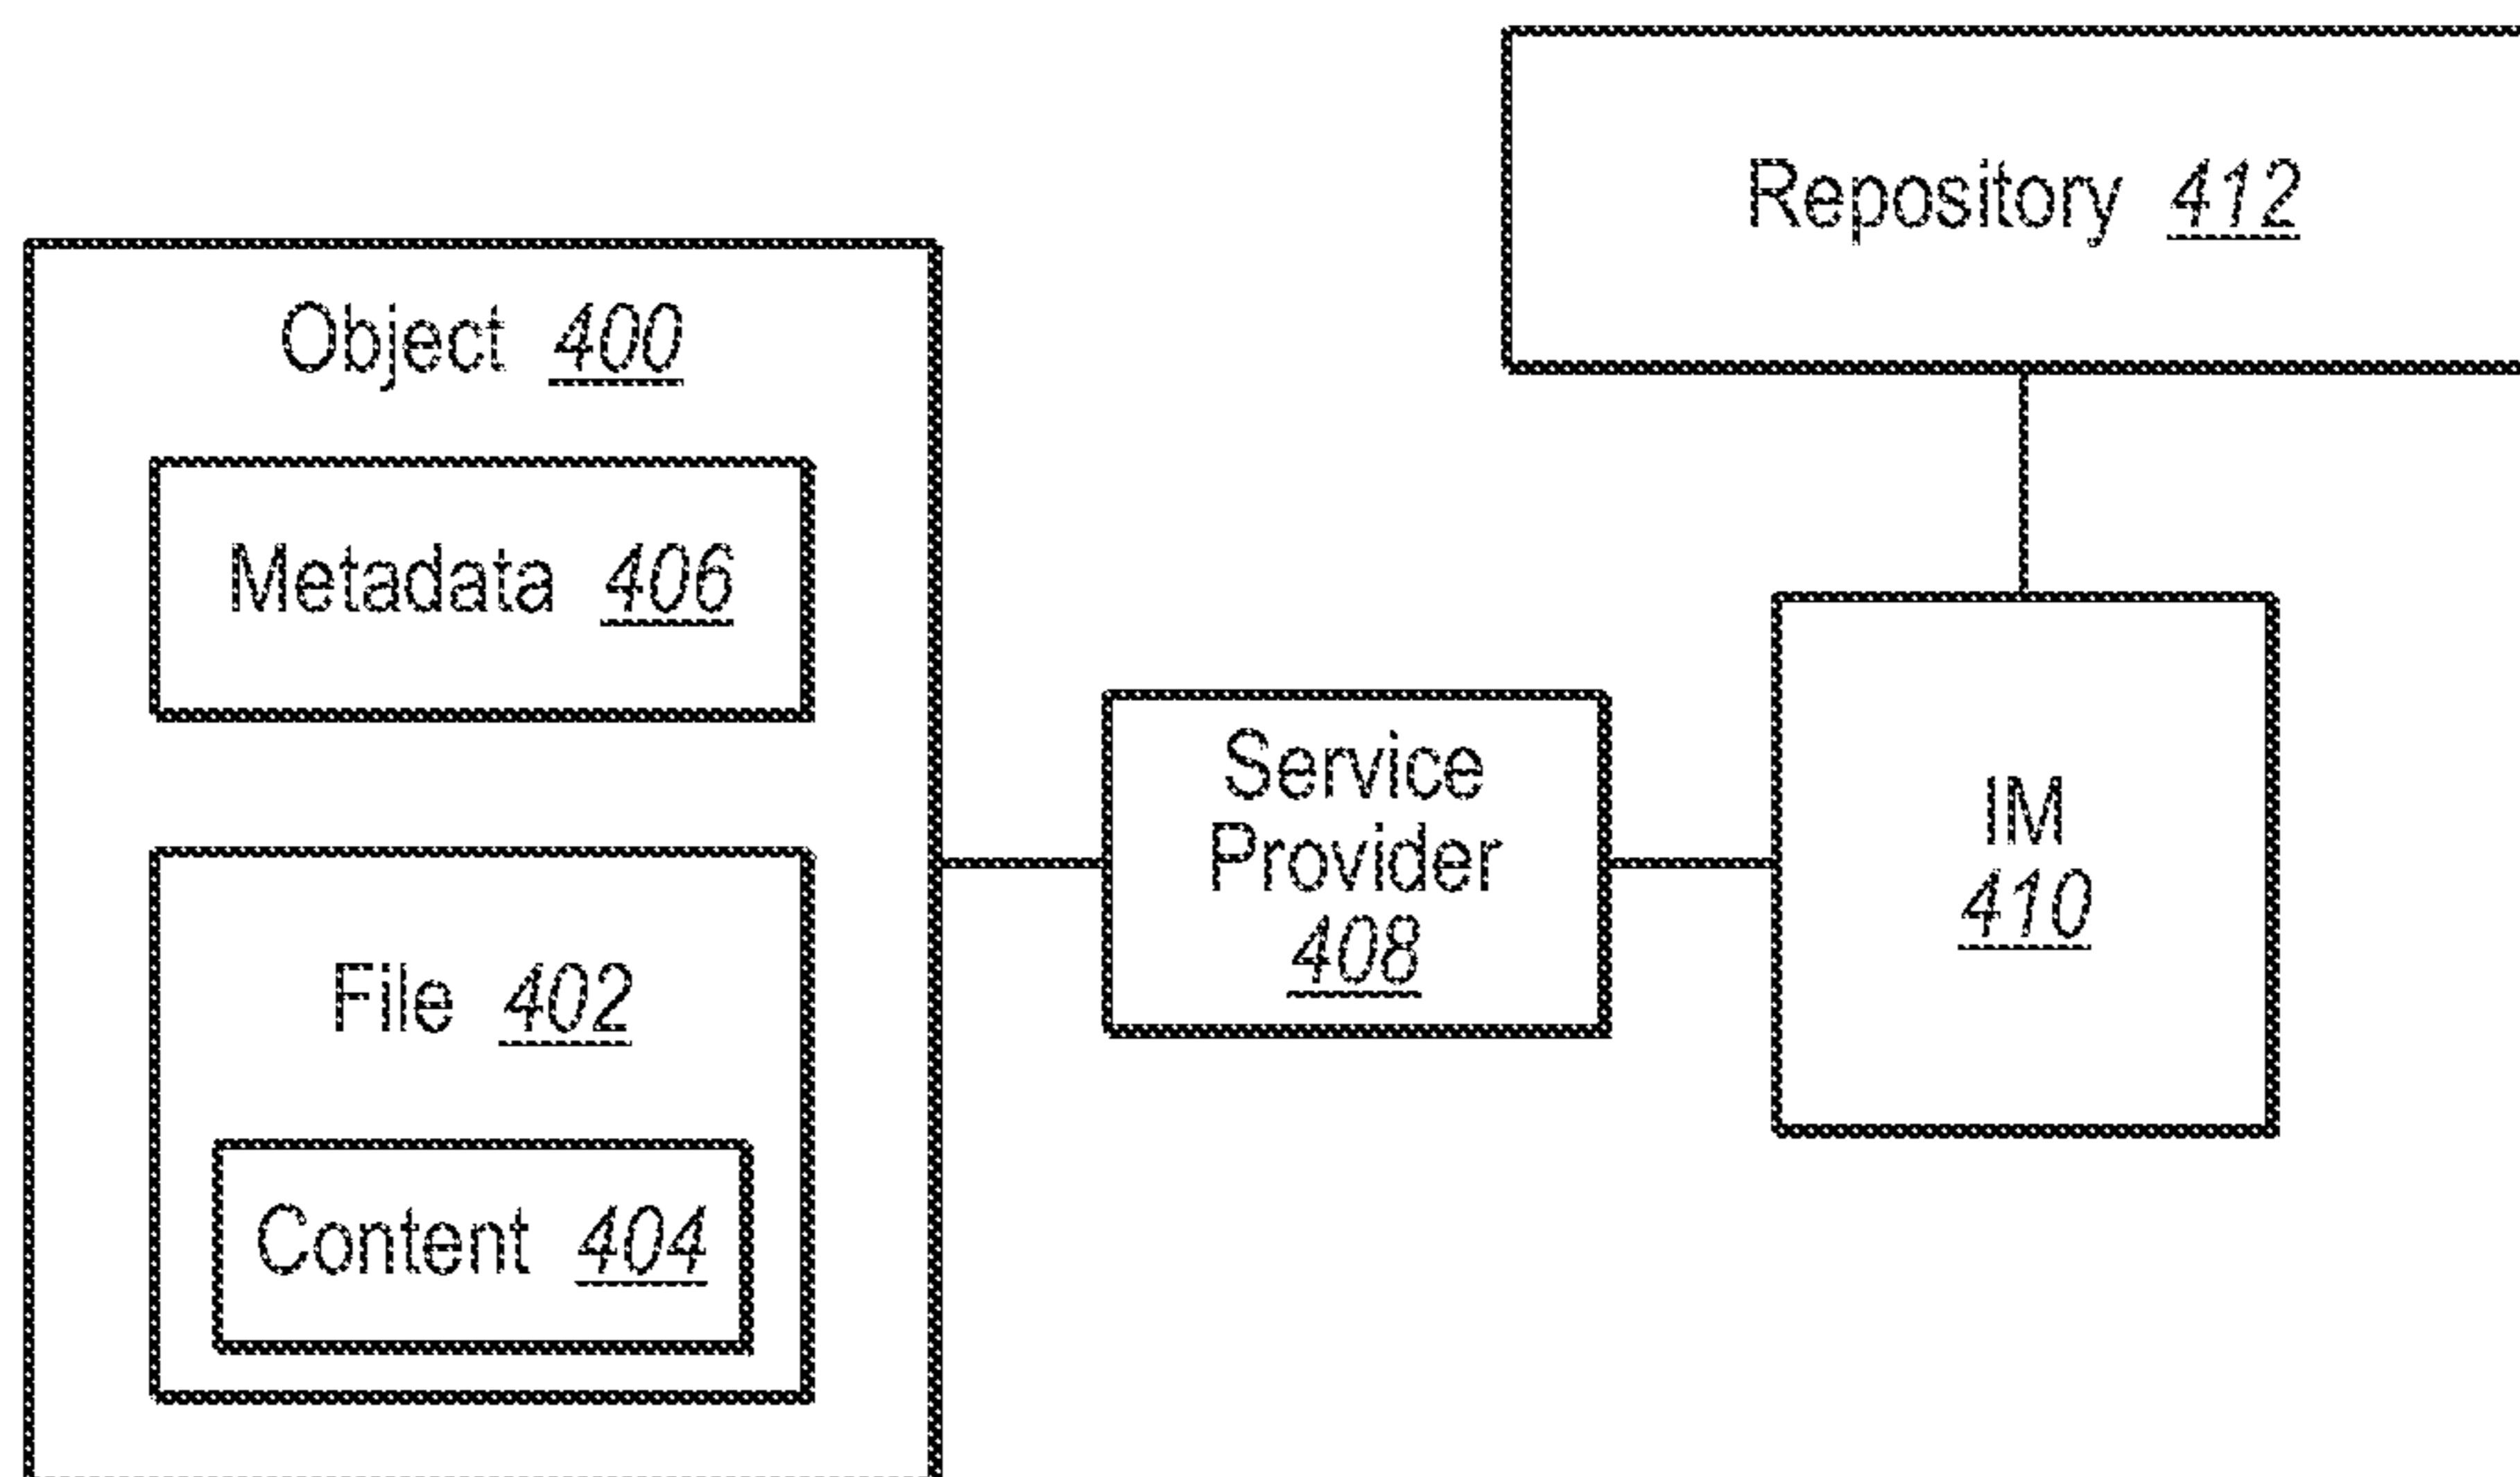 Repository 412
Object 400
Metadata 406
File 402
Content 404
Service
Provider
408
IM
410